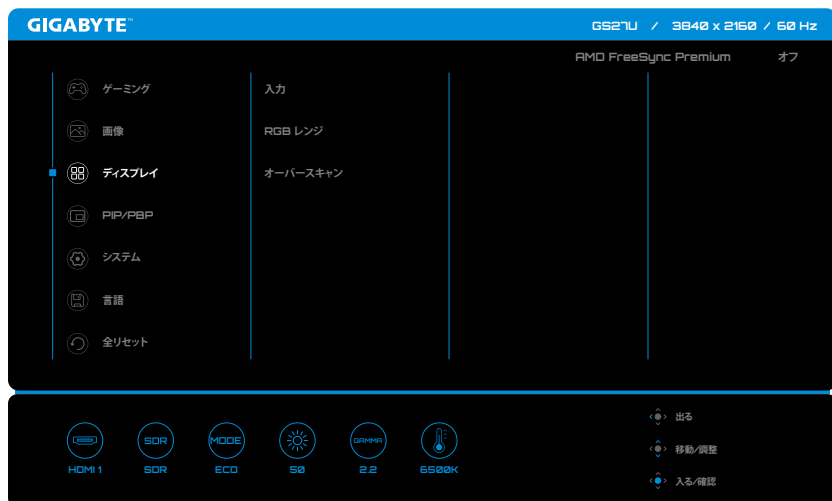 GIGABYTE™
GS27U / 3840 x 2160 / 60 Hz
AMD FreeSync Premium オフ
ゲーミング
画像
ディスプレイ
PIP/PBP
システム
言語
全リセット
入力
RGB レンジ
オーバースキャン
HDMI 1
SDR
SDR
MODE
ECO
50
GAMMA
2.2
6500K
出る
移動/調整
入る/確認